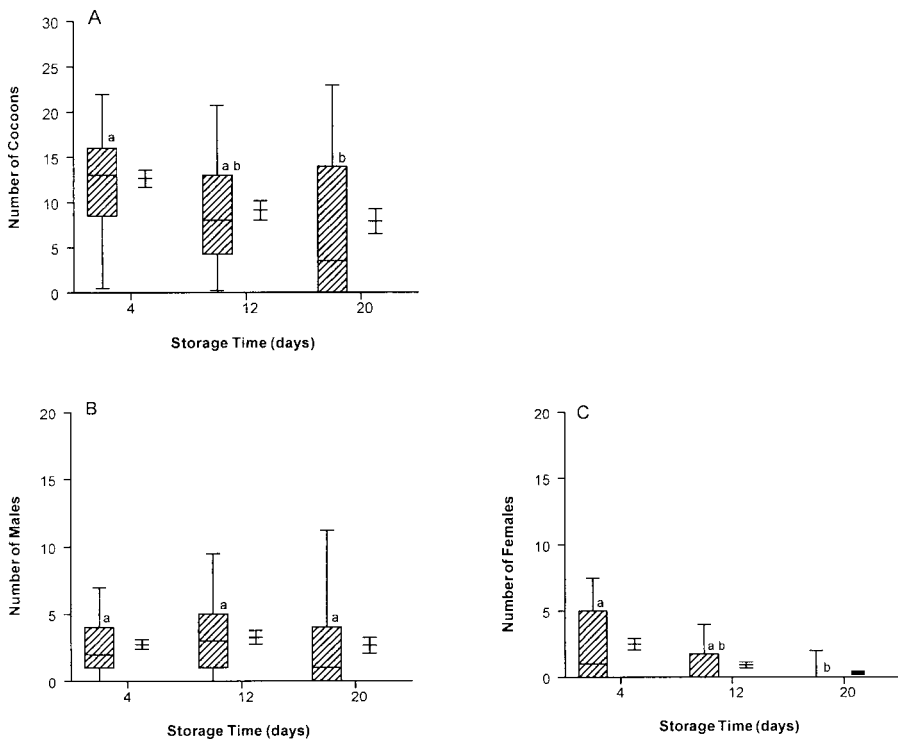 A
Number of Cocoons
30
25
20
15
10
5
0
a
a b
b
4 12 20
Storage Time (days)
B
Number of Males
20
15
10
5
0
a
a
a
4 12 20
Storage Time (days)
C
Number of Females
20
15
10
5
0
a
a b
b
4 12 20
Storage Time (days)